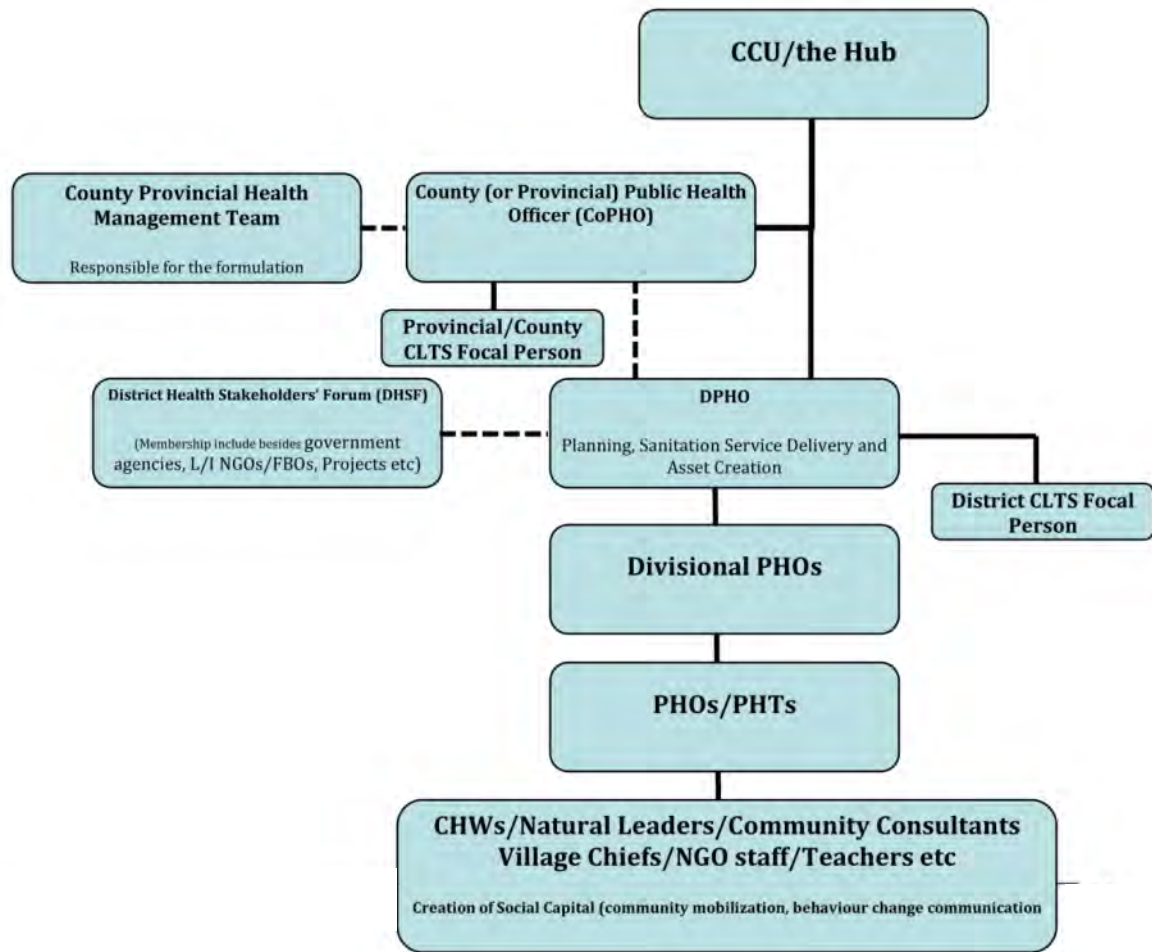 CCU/the Hub
County Provincial Health
Management Team
Responsible for the formulation
County (or Provincial) Public Health
Officer (CoPHO)
Provincial/County
CLTS Focal Person
District Health Stakeholders' Forum (DHSF)
(Membership include besides government
agencies, L/I NGOs/FBOs, Projects etc)
DPHO
Planning, Sanitation Service Delivery and
Asset Creation
District CLTS Focal
Person
Divisional PHOs
PHOs/PHTs
CHWs/Natural Leaders/Community Consultants
Village Chiefs/NGO staff/Teachers etc
Creation of Social Capital (community mobilization, behaviour change communication